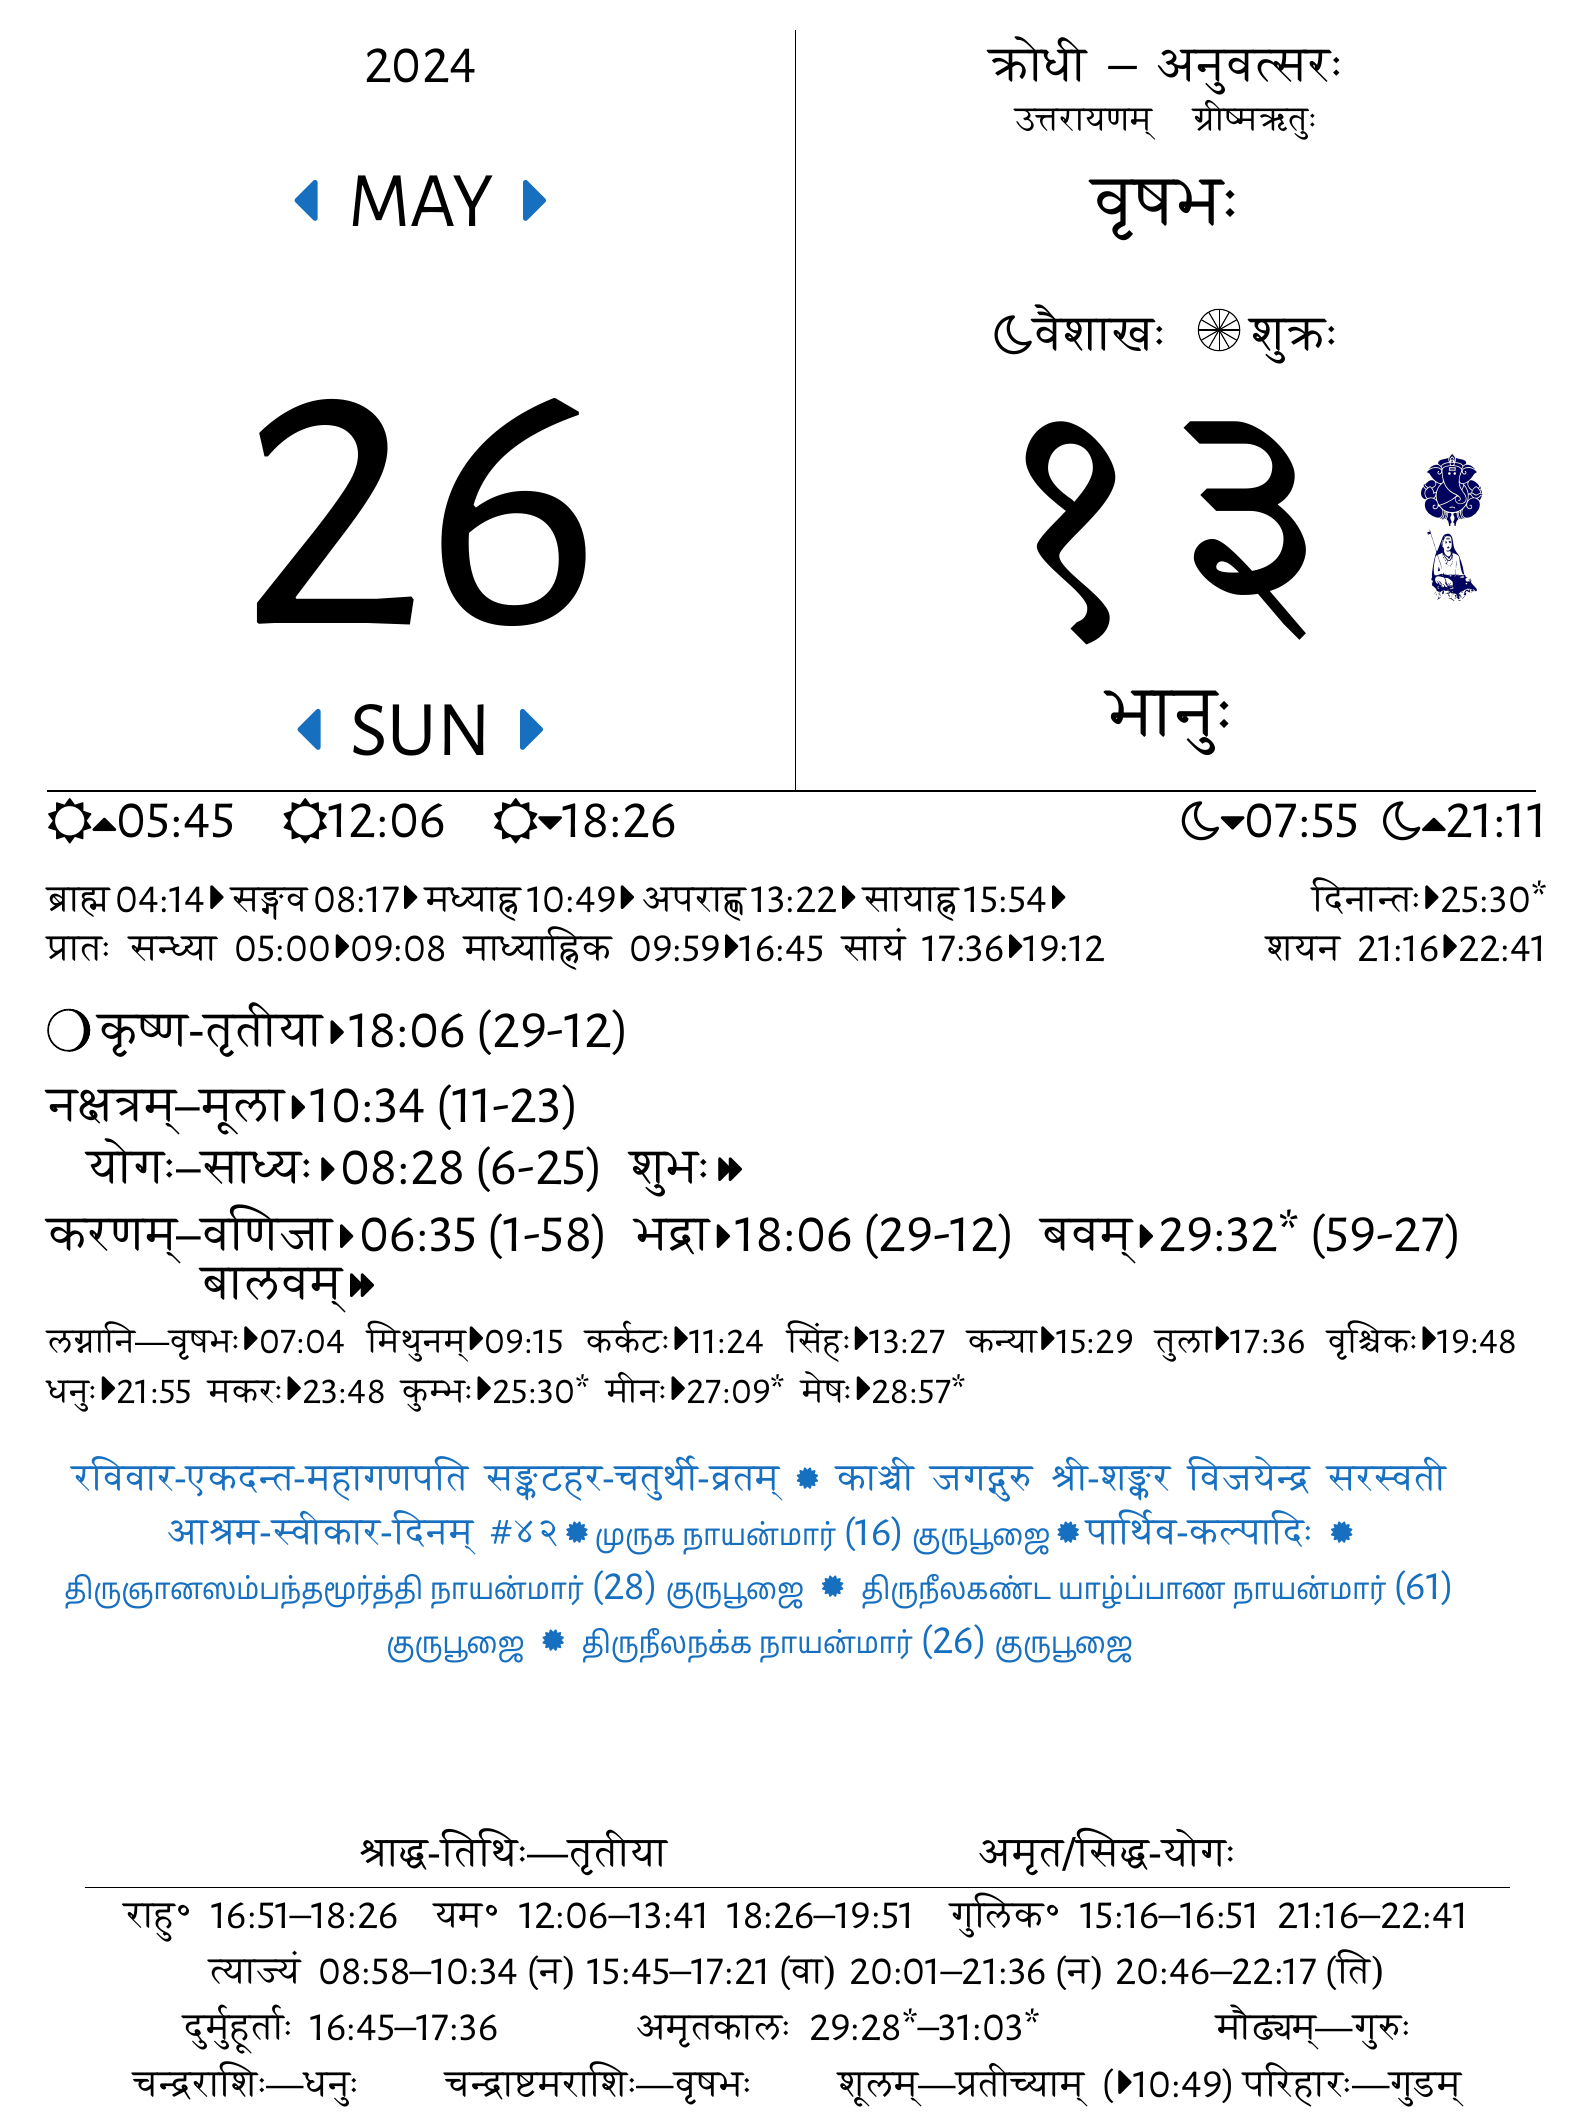 2024
MAY
26
SUN
क्रोधी – अनुवत्सरः
उत्तरायणम् ग्रीष्मऋतुः
वृषभः
वैशाखः शुक्रः
१३
भानुः
05:45 12:06 18:26 07:55 21:11
ब्राह्म 04:14 सङ्गव 08:17 मध्याह्न 10:49 अपराह्ण 13:22 सायाह्न 15:54 दिनान्तः 25:30*
प्रातः सन्ध्या 05:00 09:08 माध्याह्निक 09:59 16:45 सायं 17:36 19:12 शयन 21:16 22:41
कृष्ण-तृतीया 18:06 (29-12)
नक्षत्रम्–मूला 10:34 (11-23)
योगः–साध्यः 08:28 (6-25) शुभः
करणम्–वणिजा 06:35 (1-58) भद्रा 18:06 (29-12) बवम् 29:32* (59-27)
बालवम्
लग्नानि—वृषभः 07:04 मिथुनम् 09:15 कर्कटः 11:24 सिंहः 13:27 कन्या 15:29 तुला 17:36 वृश्चिकः 19:48
धनुः 21:55 मकरः 23:48 कुम्भः 25:30* मीनः 27:09* मेषः 28:57*
रविवार-एकदन्त-महागणपति सङ्कटहर-चतुर्थी-व्रतम् ✹ काञ्ची जगद्गुरु श्री-शङ्कर विजयेन्द्र सरस्वती
आश्रम-स्वीकार-दिनम् #४२ ✹ முருக நாயன்மார் (16) குருபூஜை ✹ पार्थिव-कल्पादिः ✹
திருஞானஸம்பந்தமூர்த்தி நாயன்மார் (28) குருபூஜை ✹ திருநீலகண்ட யாழ்ப்பாண நாயன்மார் (61)
குருபூஜை ✹ திருநீலநக்க நாயன்மார் (26) குருபூஜை
श्राद्ध-तिथिः—तृतीया अमृत/सिद्ध-योगः
राहु॰ 16:51–18:26 यम॰ 12:06–13:41 18:26–19:51 गुलिक॰ 15:16–16:51 21:16–22:41
त्याज्यं 08:58–10:34 (न) 15:45–17:21 (वा) 20:01–21:36 (न) 20:46–22:17 (ति)
दुर्मुहूर्ताः 16:45–17:36 अमृतकालः 29:28*–31:03* मौढ्यम्—गुरुः
चन्द्रराशिः—धनुः चन्द्राष्टमराशिः—वृषभः शूलम्—प्रतीच्याम् (10:49) परिहारः—गुडम्